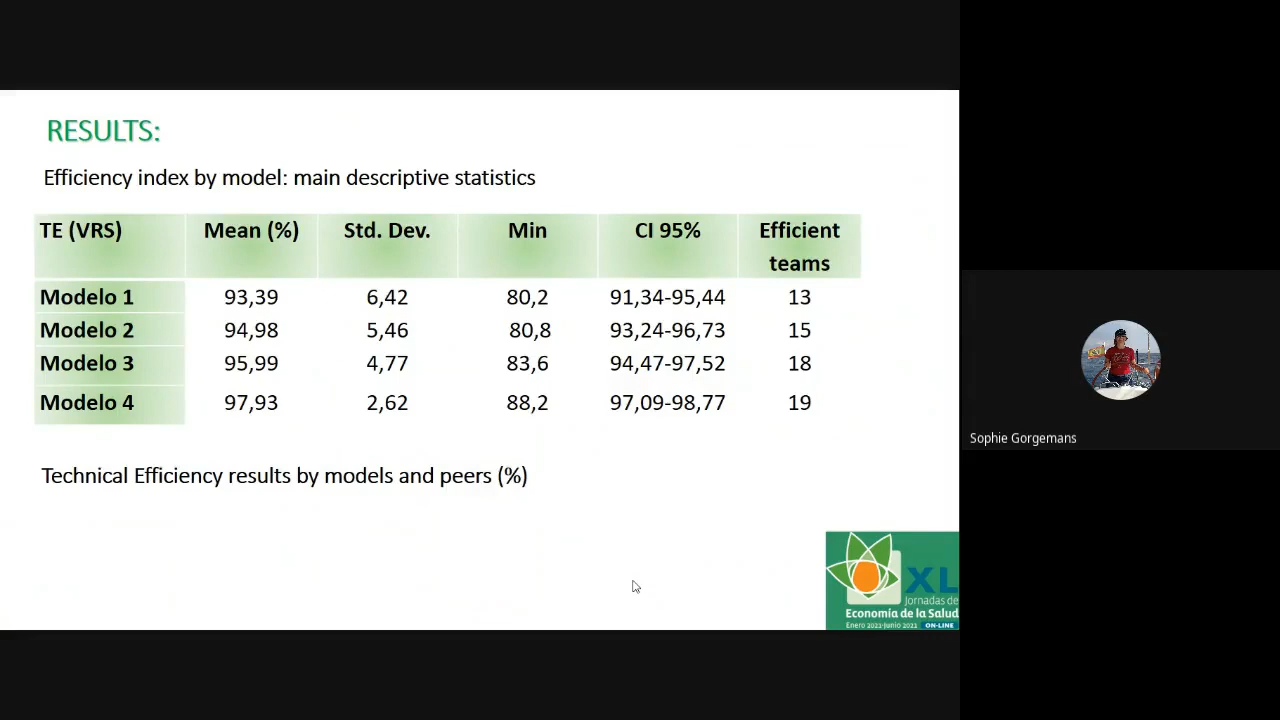 RESULTS:
Efficiency index by model: main descriptive statistics
TE (VRS) Mean (%) Std. Dev. Min CI 95% Efficient teams
Modelo 1 93,39 6,42 80,2 91,34-95,44 13
Modelo 2 94,98 5,46 80,8 93,24-96,73 15
Modelo 3 95,99 4,77 83,6 94,47-97,52 18
Modelo 4 97,93 2,62 88,2 97,09-98,77 19
Technical Efficiency results by models and peers (%)
XL
Jornadas de
Economía de la Salud
Enero 2021-Junio 2021 ON-LINE
Sophie Gorgemans